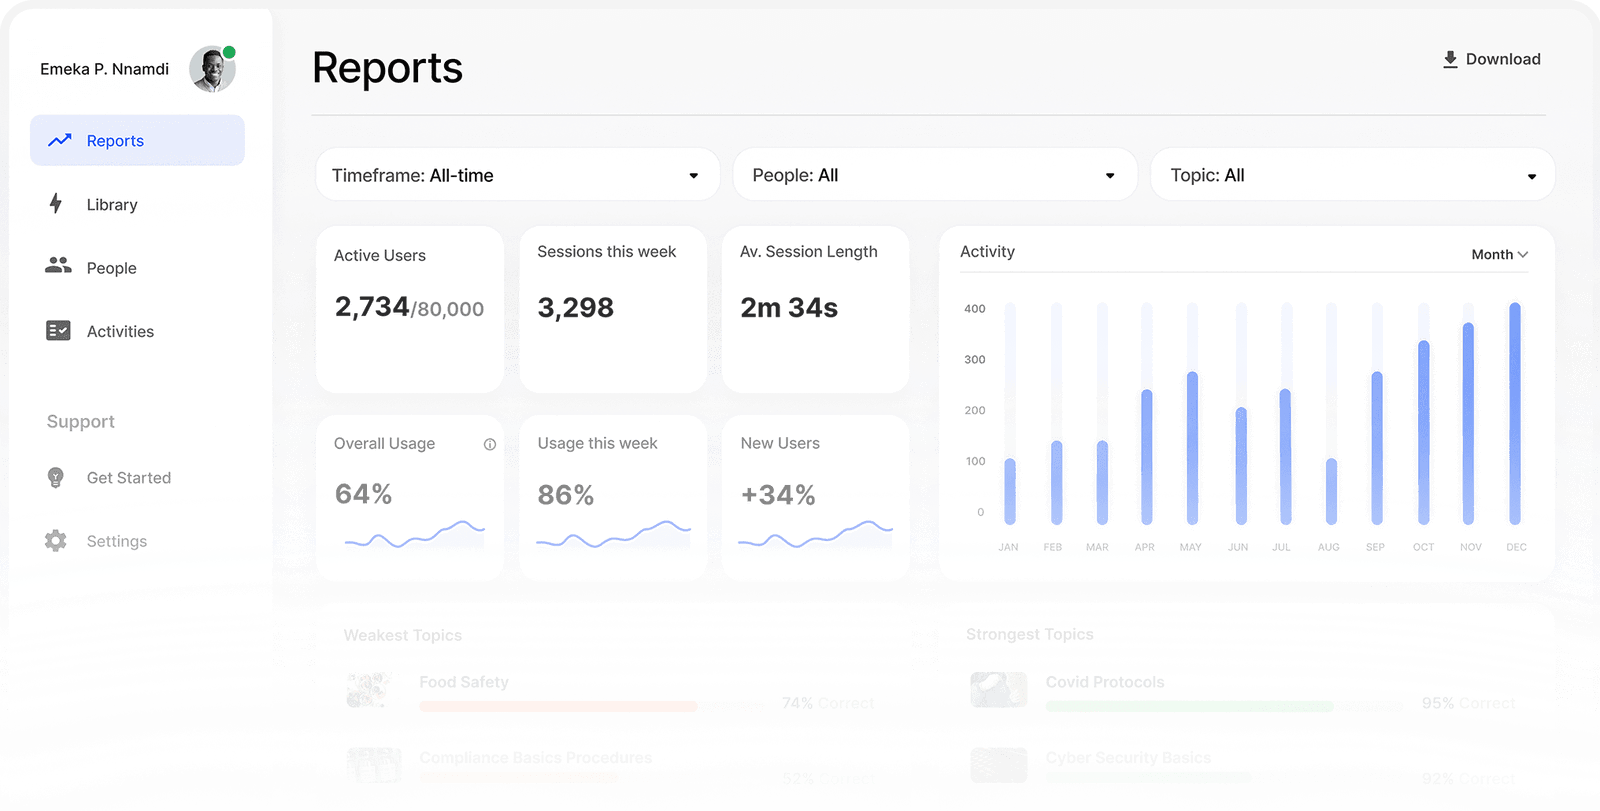 Emeka P. Nnamdi
Reports
Library
People
Activities
Support
Get Started
Settings
Reports
Download
Timeframe: All-time
People: All
Topic: All
Active Users
2,734/80,000
Sessions this week
3,298
Av. Session Length
2m 34s
Overall Usage
64%
Usage this week
86%
New Users
+34%
Activity
Month
400
300
200
100
0
JAN FEB MAR APR MAY JUN JUL AUG SEP OCT NOV DEC
Weakest Topics
Food Safety
74% Correct
Compliance Basics Procedures
52% Correct
Strongest Topics
Covid Protocols
95% Correct
Cyber Security Basics
92% Correct